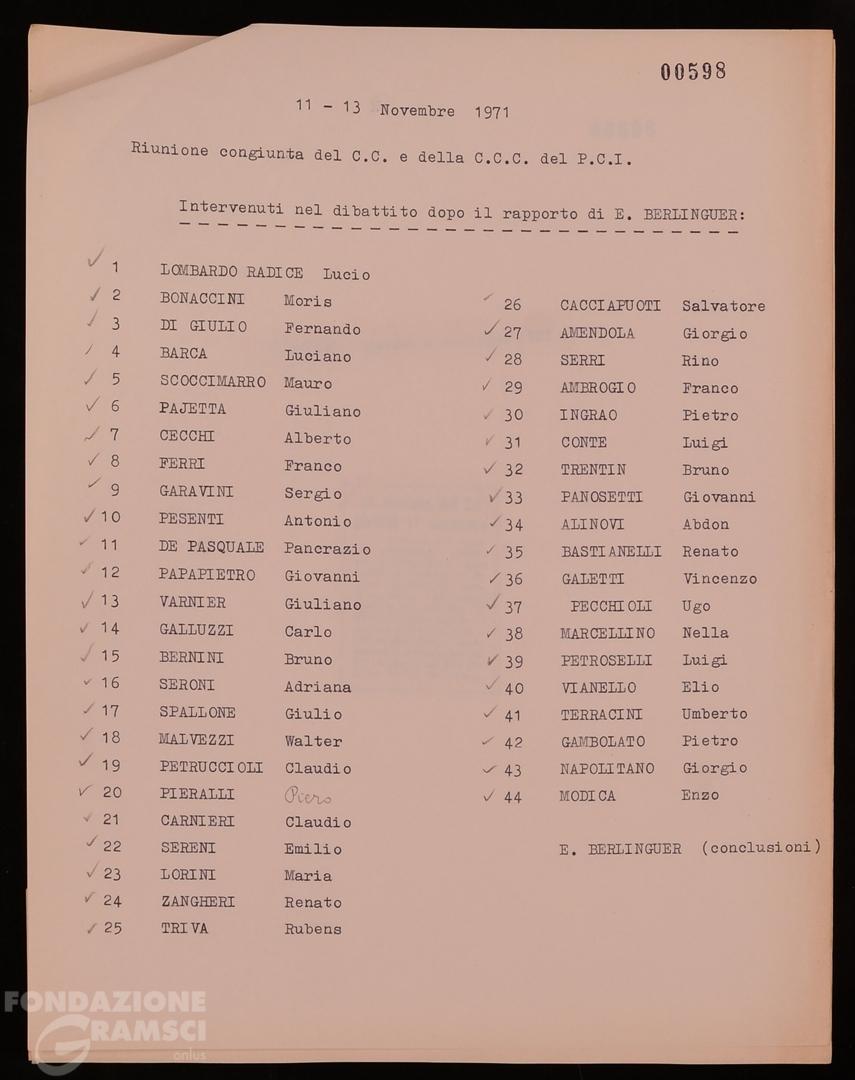 00598
11 - 13 Novembre 1971
Riunione congiunta del C.C. e della C.C.C. del P.C.I.
Intervenuti nel dibattito dopo il rapporto di E. BERLINGUER:
1 LOMBARDO RADICE Lucio
2 BONACCINI Moris
3 DI GIULIO Fernando
4 BARCA Luciano
5 SCOCCIMARRO Mauro
6 PAJETTA Giuliano
7 CECCHI Alberto
8 FERRI Franco
9 GARAVINI Sergio
10 PESENTI Antonio
11 DE PASQUALE Pancrazio
12 PAPAPIETRO Giovanni
13 VARNIER Giuliano
14 GALLUZZI Carlo
15 BERNINI Bruno
16 SERONI Adriana
17 SPALLONE Giulio
18 MALVEZZI Walter
19 PETRUCCIOLI Claudio
20 PIERALLI Piero
21 CARNIERI Claudio
22 SERENI Emilio
23 LORINI Maria
24 ZANGHERI Renato
25 TRIVA Rubens
26 CACCIAPUOTI Salvatore
27 AMENDOLA Giorgio
28 SERRI Rino
29 AMBROGIO Franco
30 INGRAO Pietro
31 CONTE Luigi
32 TRENTIN Bruno
33 PANOSETTI Giovanni
34 ALINOVI Abdon
35 BASTIANELLI Renato
36 GALETTI Vincenzo
37 PECCHIOLI Ugo
38 MARCELLINO Nella
39 PETROSELLI Luigi
40 VIANELLO Elio
41 TERRACINI Umberto
42 GAMBOLATO Pietro
43 NAPOLITANO Giorgio
44 MODICA Enzo
E. BERLINGUER (conclusioni)
FONDAZIONE
GRAMSCI
onlus